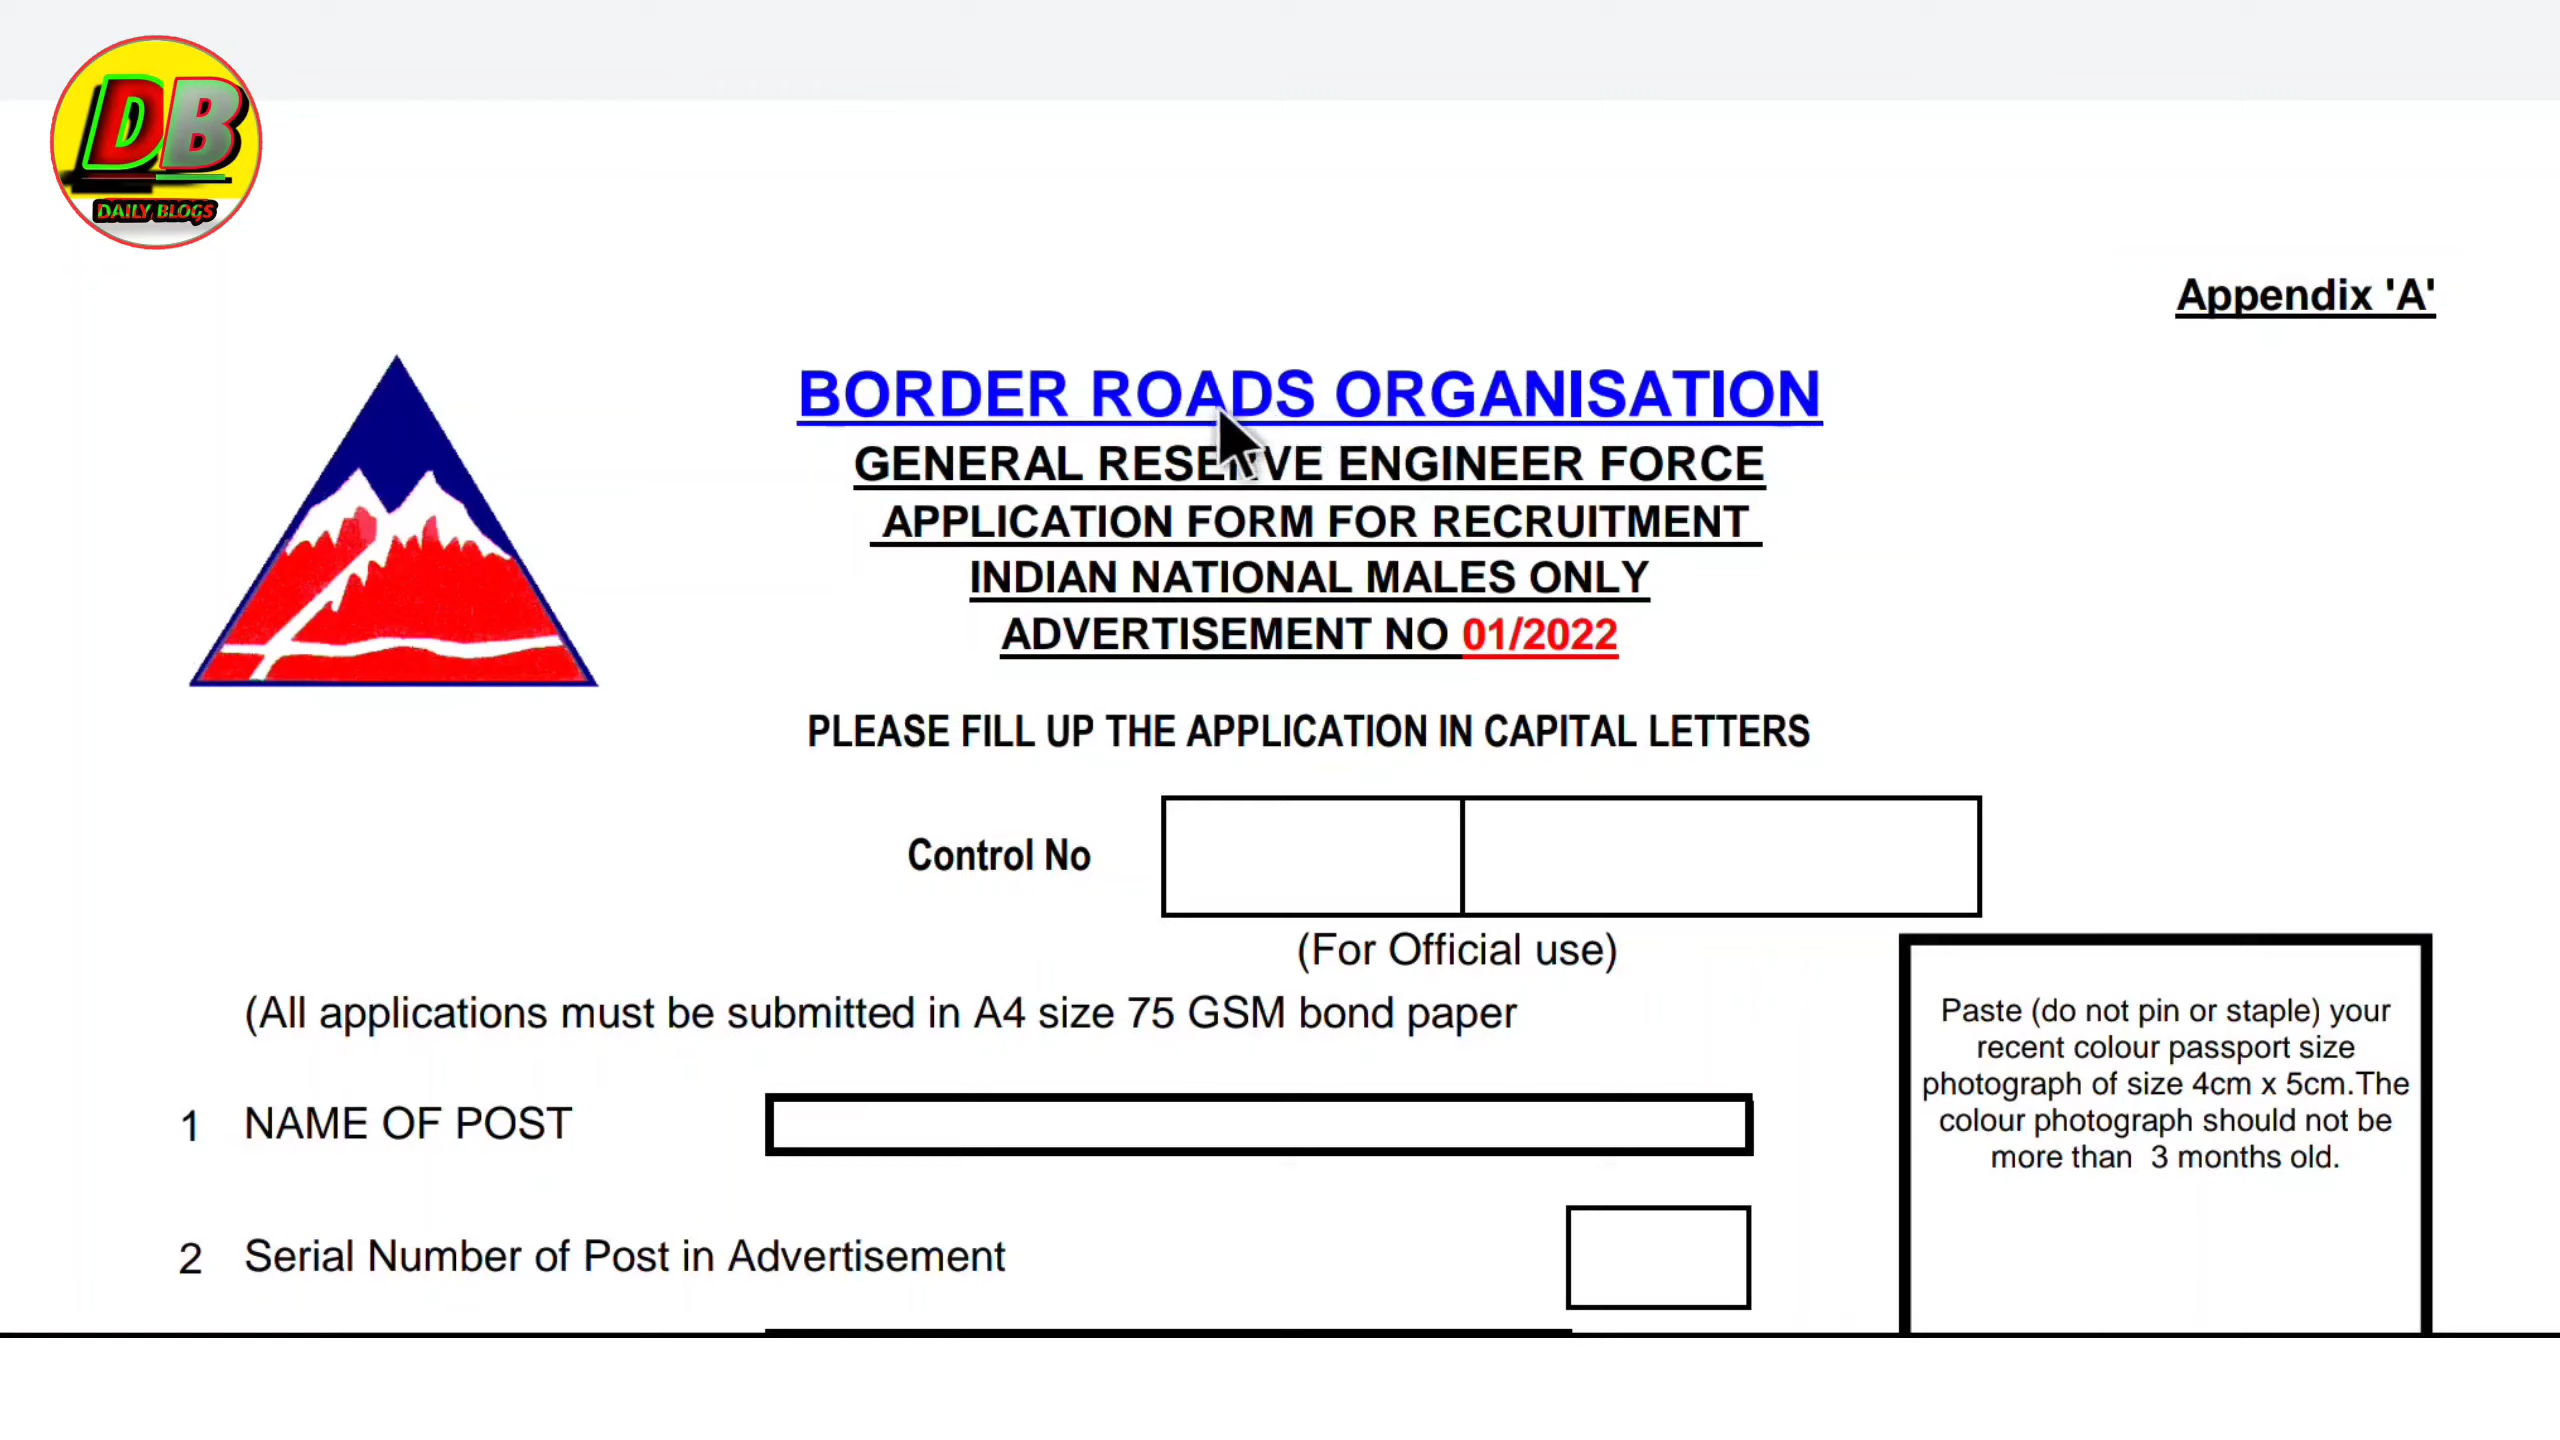 DB
DAILY BLOGS
Appendix 'A'
BORDER ROADS ORGANISATION
GENERAL RESERVE ENGINEER FORCE
APPLICATION FORM FOR RECRUITMENT
INDIAN NATIONAL MALES ONLY
ADVERTISEMENT NO 01/2022
PLEASE FILL UP THE APPLICATION IN CAPITAL LETTERS
Control No
(For Official use)
(All applications must be submitted in A4 size 75 GSM bond paper
Paste (do not pin or staple) your
recent colour passport size
photograph of size 4cm x 5cm.The
colour photograph should not be
more than 3 months old.
1 NAME OF POST
2 Serial Number of Post in Advertisement